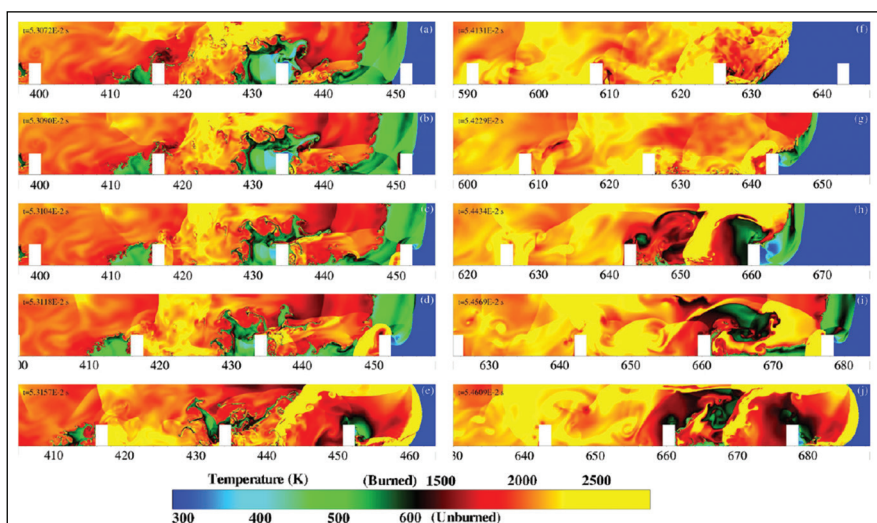 t=5.3072E-2 s (a)
400 410 420 430 440 450
t=5.3090E-2 s (b)
400 410 420 430 440 450
t=5.3104E-2 s (c)
400 410 420 430 440 450
t=5.3118E-2 s (d)
00 410 420 430 440 450
t=5.3157E-2 s (e)
410 420 430 440 450 460
t=5.4131E-2 s (f)
590 600 610 620 630 640
t=5.4229E-2 s (g)
600 610 620 630 640 650
t=5.4434E-2 s (h)
620 630 640 650 660 670
t=5.4569E-2 s (i)
630 640 650 660 670 680
t=5.4609E-2 s (j)
630 640 650 660 670 680
Temperature (K) (Burned) 1500 2000 2500
300 400 500 600 (Unburned)